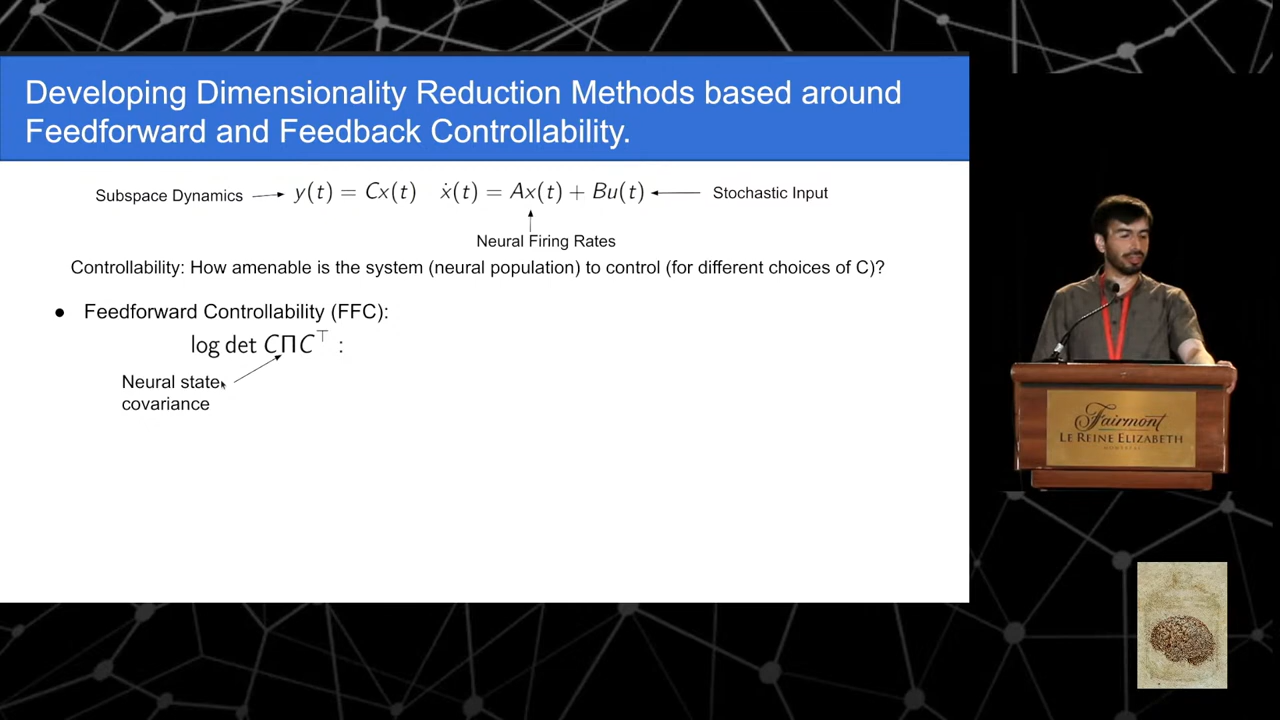 Developing Dimensionality Reduction Methods based around
Feedforward and Feedback Controllability.
Subspace Dynamics
y(t) = Cx(t) ẋ(t) = Ax(t) + Bu(t)
Stochastic Input
Neural Firing Rates
Controllability: How amenable is the system (neural population) to control (for different choices of C)?
● Feedforward Controllability (FFC):
log det CΠC⊤ :
Neural state
covariance
Fairmont
LE REINE ELIZABETH
MONTRÉAL